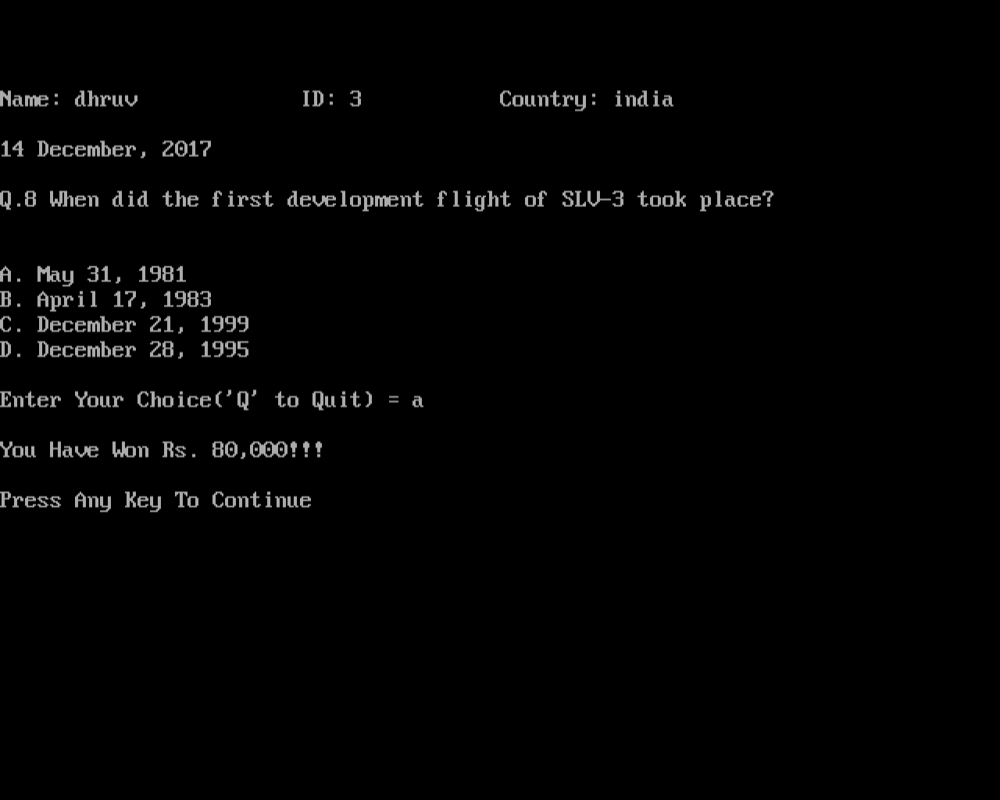 Name: dhruv ID: 3 Country: india
14 December, 2017
Q.8 When did the first development flight of SLV-3 took place?
A. May 31, 1981
B. April 17, 1983
C. December 21, 1999
D. December 28, 1995
Enter Your Choice('Q' to Quit) = a
You Have Won Rs. 80,000!!!
Press Any Key To Continue